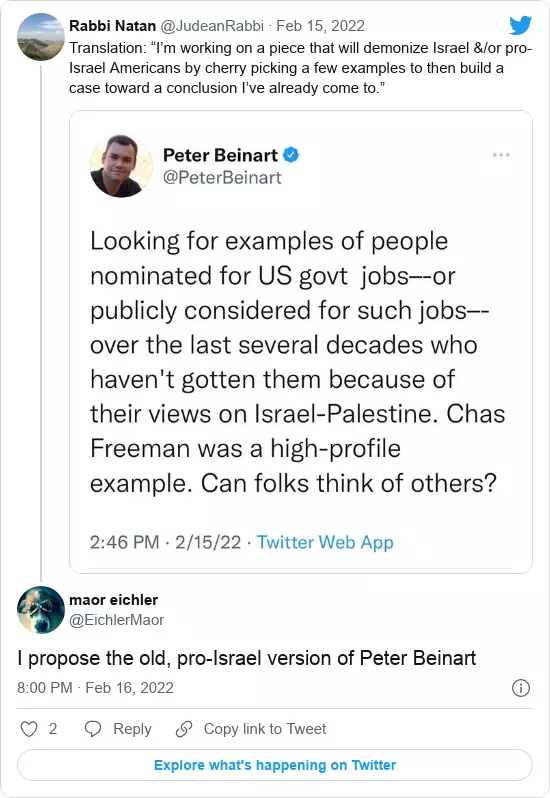 Rabbi Natan @JudeanRabbi · Feb 15, 2022
Translation: “I’m working on a piece that will demonize Israel &/or pro-
Israel Americans by cherry picking a few examples to then build a
case toward a conclusion I’ve already come to.”
Peter Beinart
@PeterBeinart
Looking for examples of people
nominated for US govt jobs—-or
publicly considered for such jobs—-
over the last several decades who
haven't gotten them because of
their views on Israel-Palestine. Chas
Freeman was a high-profile
example. Can folks think of others?
2:46 PM · 2/15/22 · Twitter Web App
maor eichler
@EichlerMaor
I propose the old, pro-Israel version of Peter Beinart
8:00 PM · Feb 16, 2022
2 Reply Copy link to Tweet
Explore what's happening on Twitter